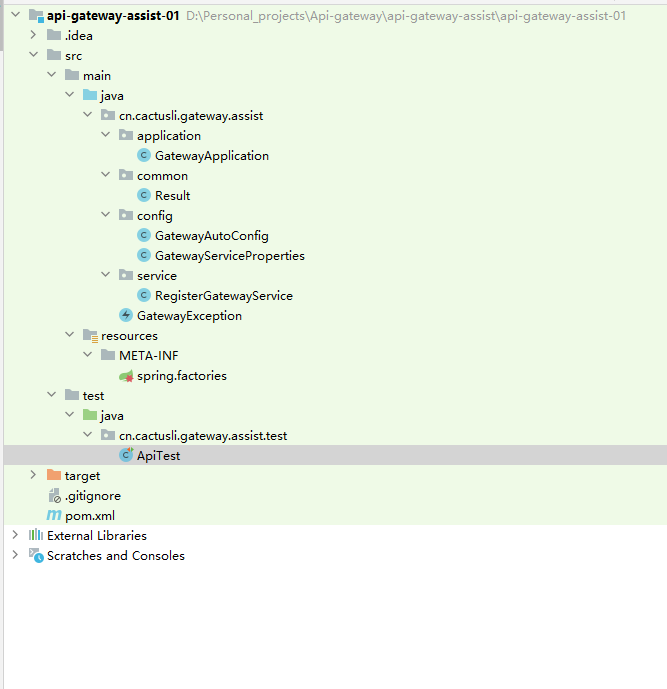 api-gateway-assist-01 D:\Personal_projects\Api-gateway\api-gateway-assist\api-gateway-assist-01
.idea
src
main
java
cn.cactusli.gateway.assist
application
GatewayApplication
common
Result
config
GatewayAutoConfig
GatewayServiceProperties
service
RegisterGatewayService
GatewayException
resources
META-INF
spring.factories
test
java
cn.cactusli.gateway.assist.test
ApiTest
target
.gitignore
pom.xml
External Libraries
Scratches and Consoles